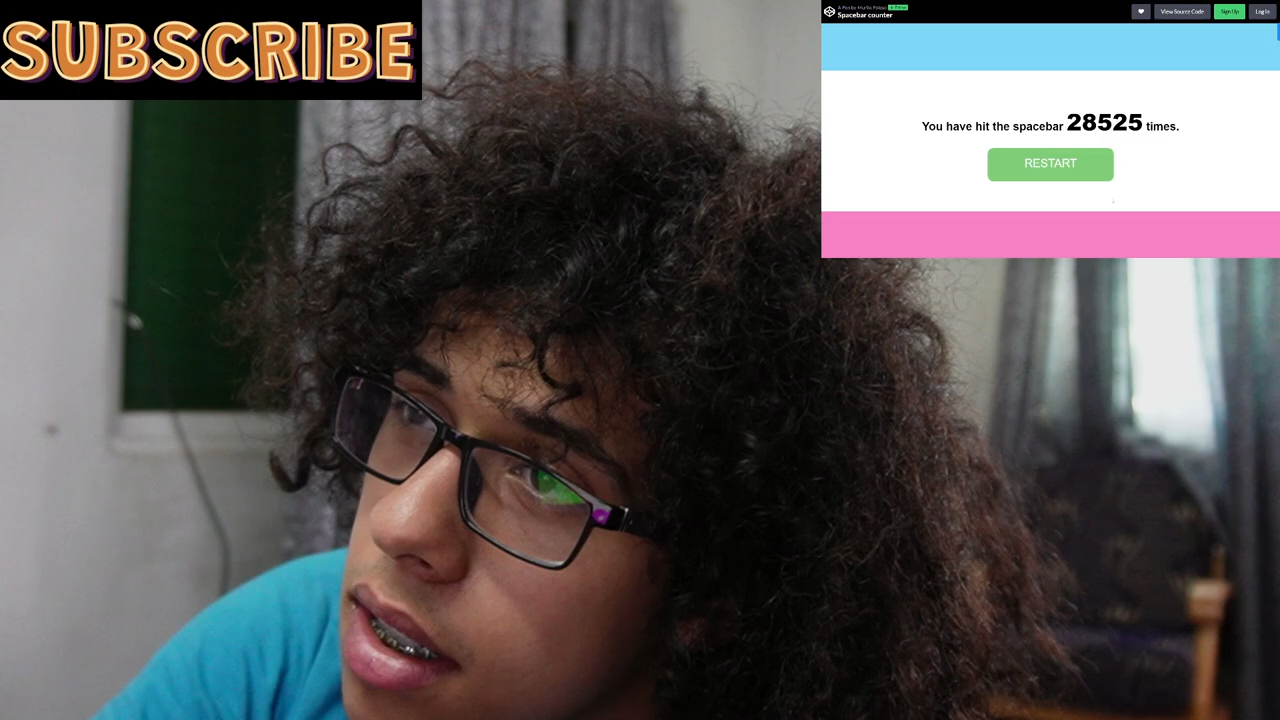 SUBSCRIBE
Spacebar counter
View Source Code
Sign Up
Log In
You have hit the spacebar 28525 times.
RESTART